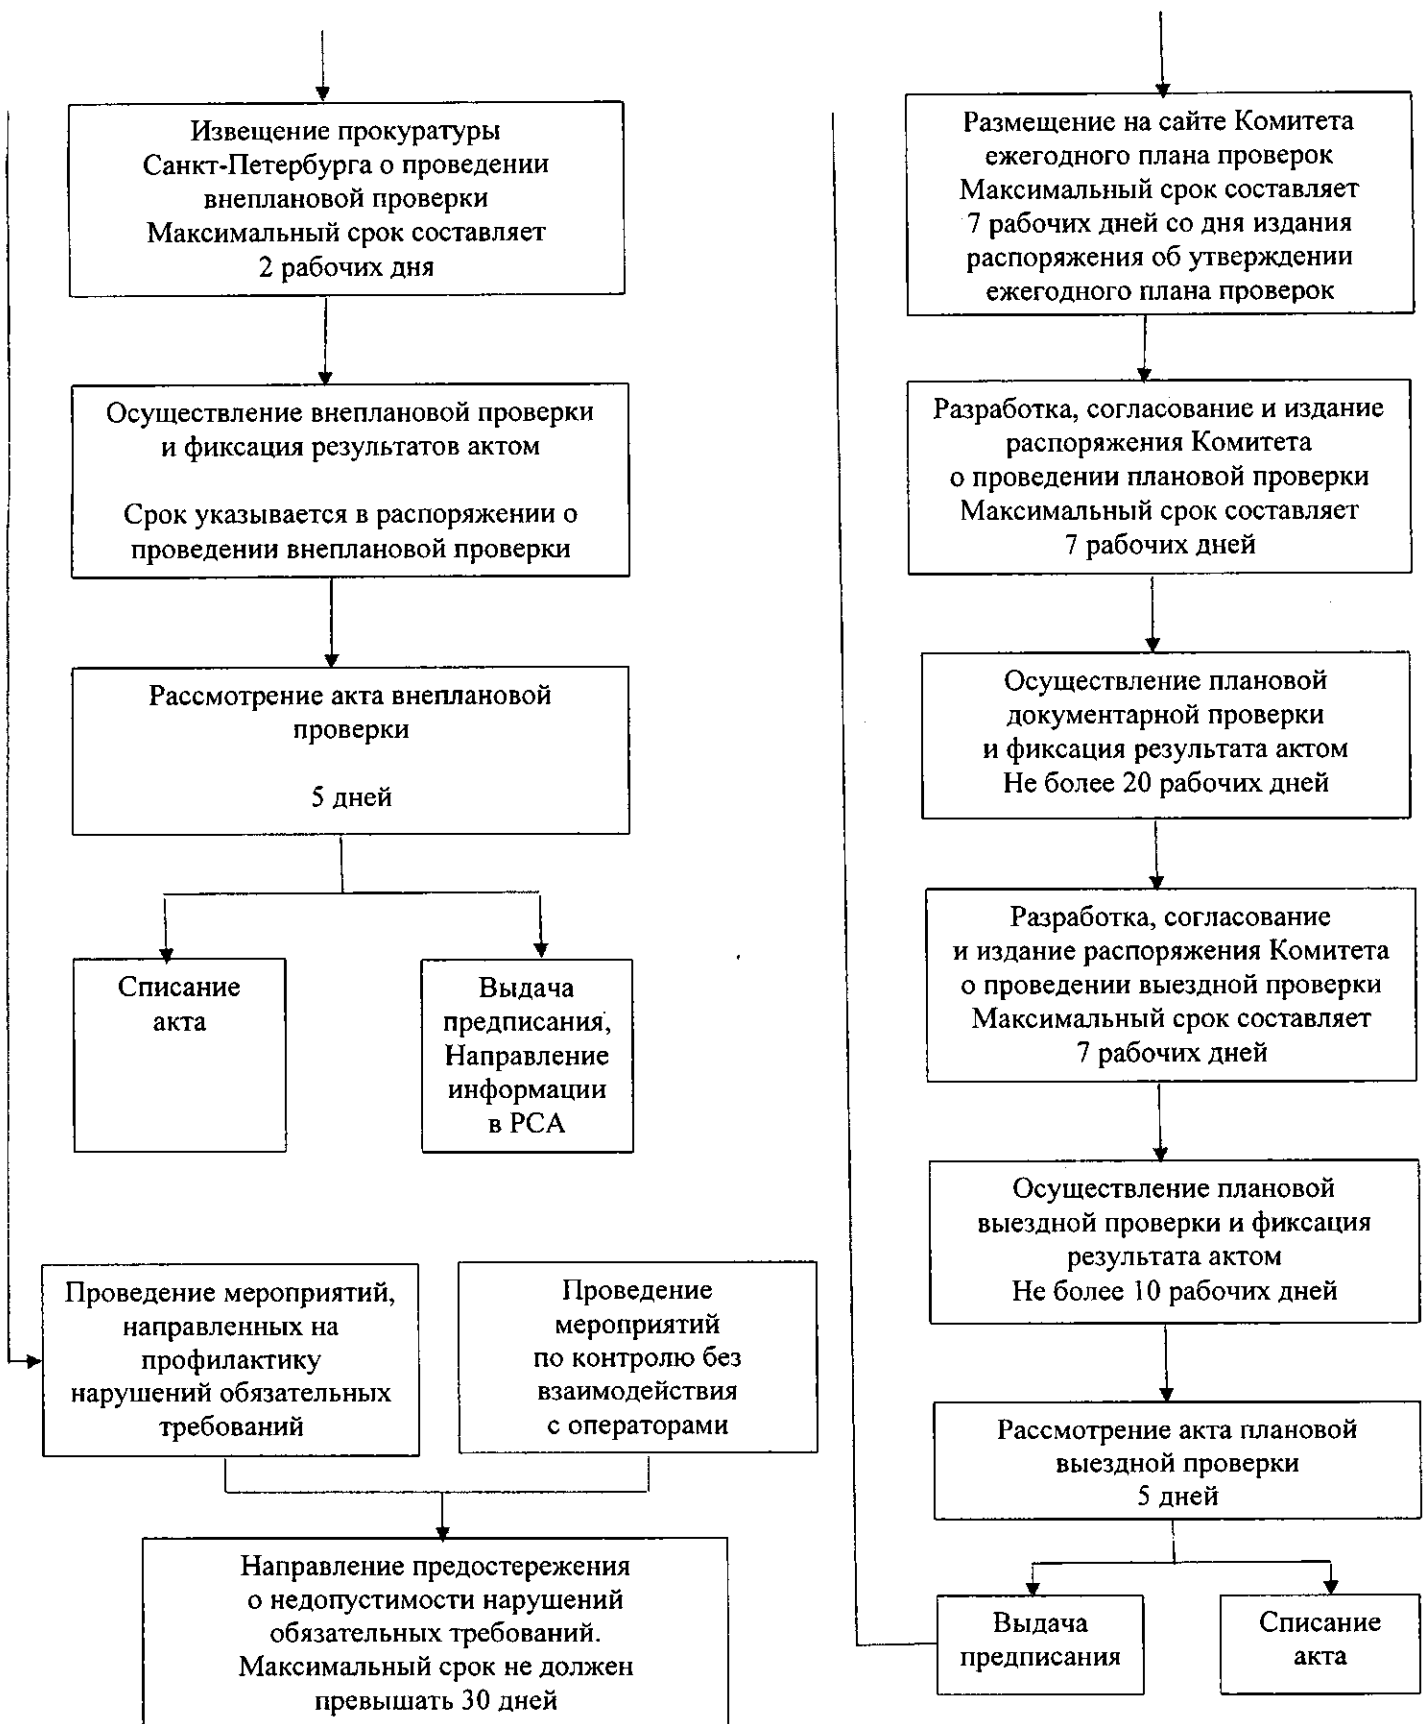 Извещение прокуратуры
Санкт-Петербурга о проведении
внеплановой проверки
Максимальный срок составляет
2 рабочих дня
Осуществление внеплановой проверки
и фиксация результатов актом
Срок указывается в распоряжении о
проведении внеплановой проверки
Рассмотрение акта внеплановой
проверки
5 дней
Списание
акта
Выдача
предписания,
Направление
информации
в РСА
Проведение мероприятий,
направленных на
профилактику
нарушений обязательных
требований
Проведение
мероприятий
по контролю без
взаимодействия
с операторами
Направление предостережения
о недопустимости нарушений
обязательных требований.
Максимальный срок не должен
превышать 30 дней
Размещение на сайте Комитета
ежегодного плана проверок
Максимальный срок составляет
7 рабочих дней со дня издания
распоряжения об утверждении
ежегодного плана проверок
Разработка, согласование и издание
распоряжения Комитета
о проведении плановой проверки
Максимальный срок составляет
7 рабочих дней
Осуществление плановой
документарной проверки
и фиксация результата актом
Не более 20 рабочих дней
Разработка, согласование
и издание распоряжения Комитета
о проведении выездной проверки
Максимальный срок составляет
7 рабочих дней
Осуществление плановой
выездной проверки и фиксация
результата актом
Не более 10 рабочих дней
Рассмотрение акта плановой
выездной проверки
5 дней
Выдача
предписания
Списание
акта